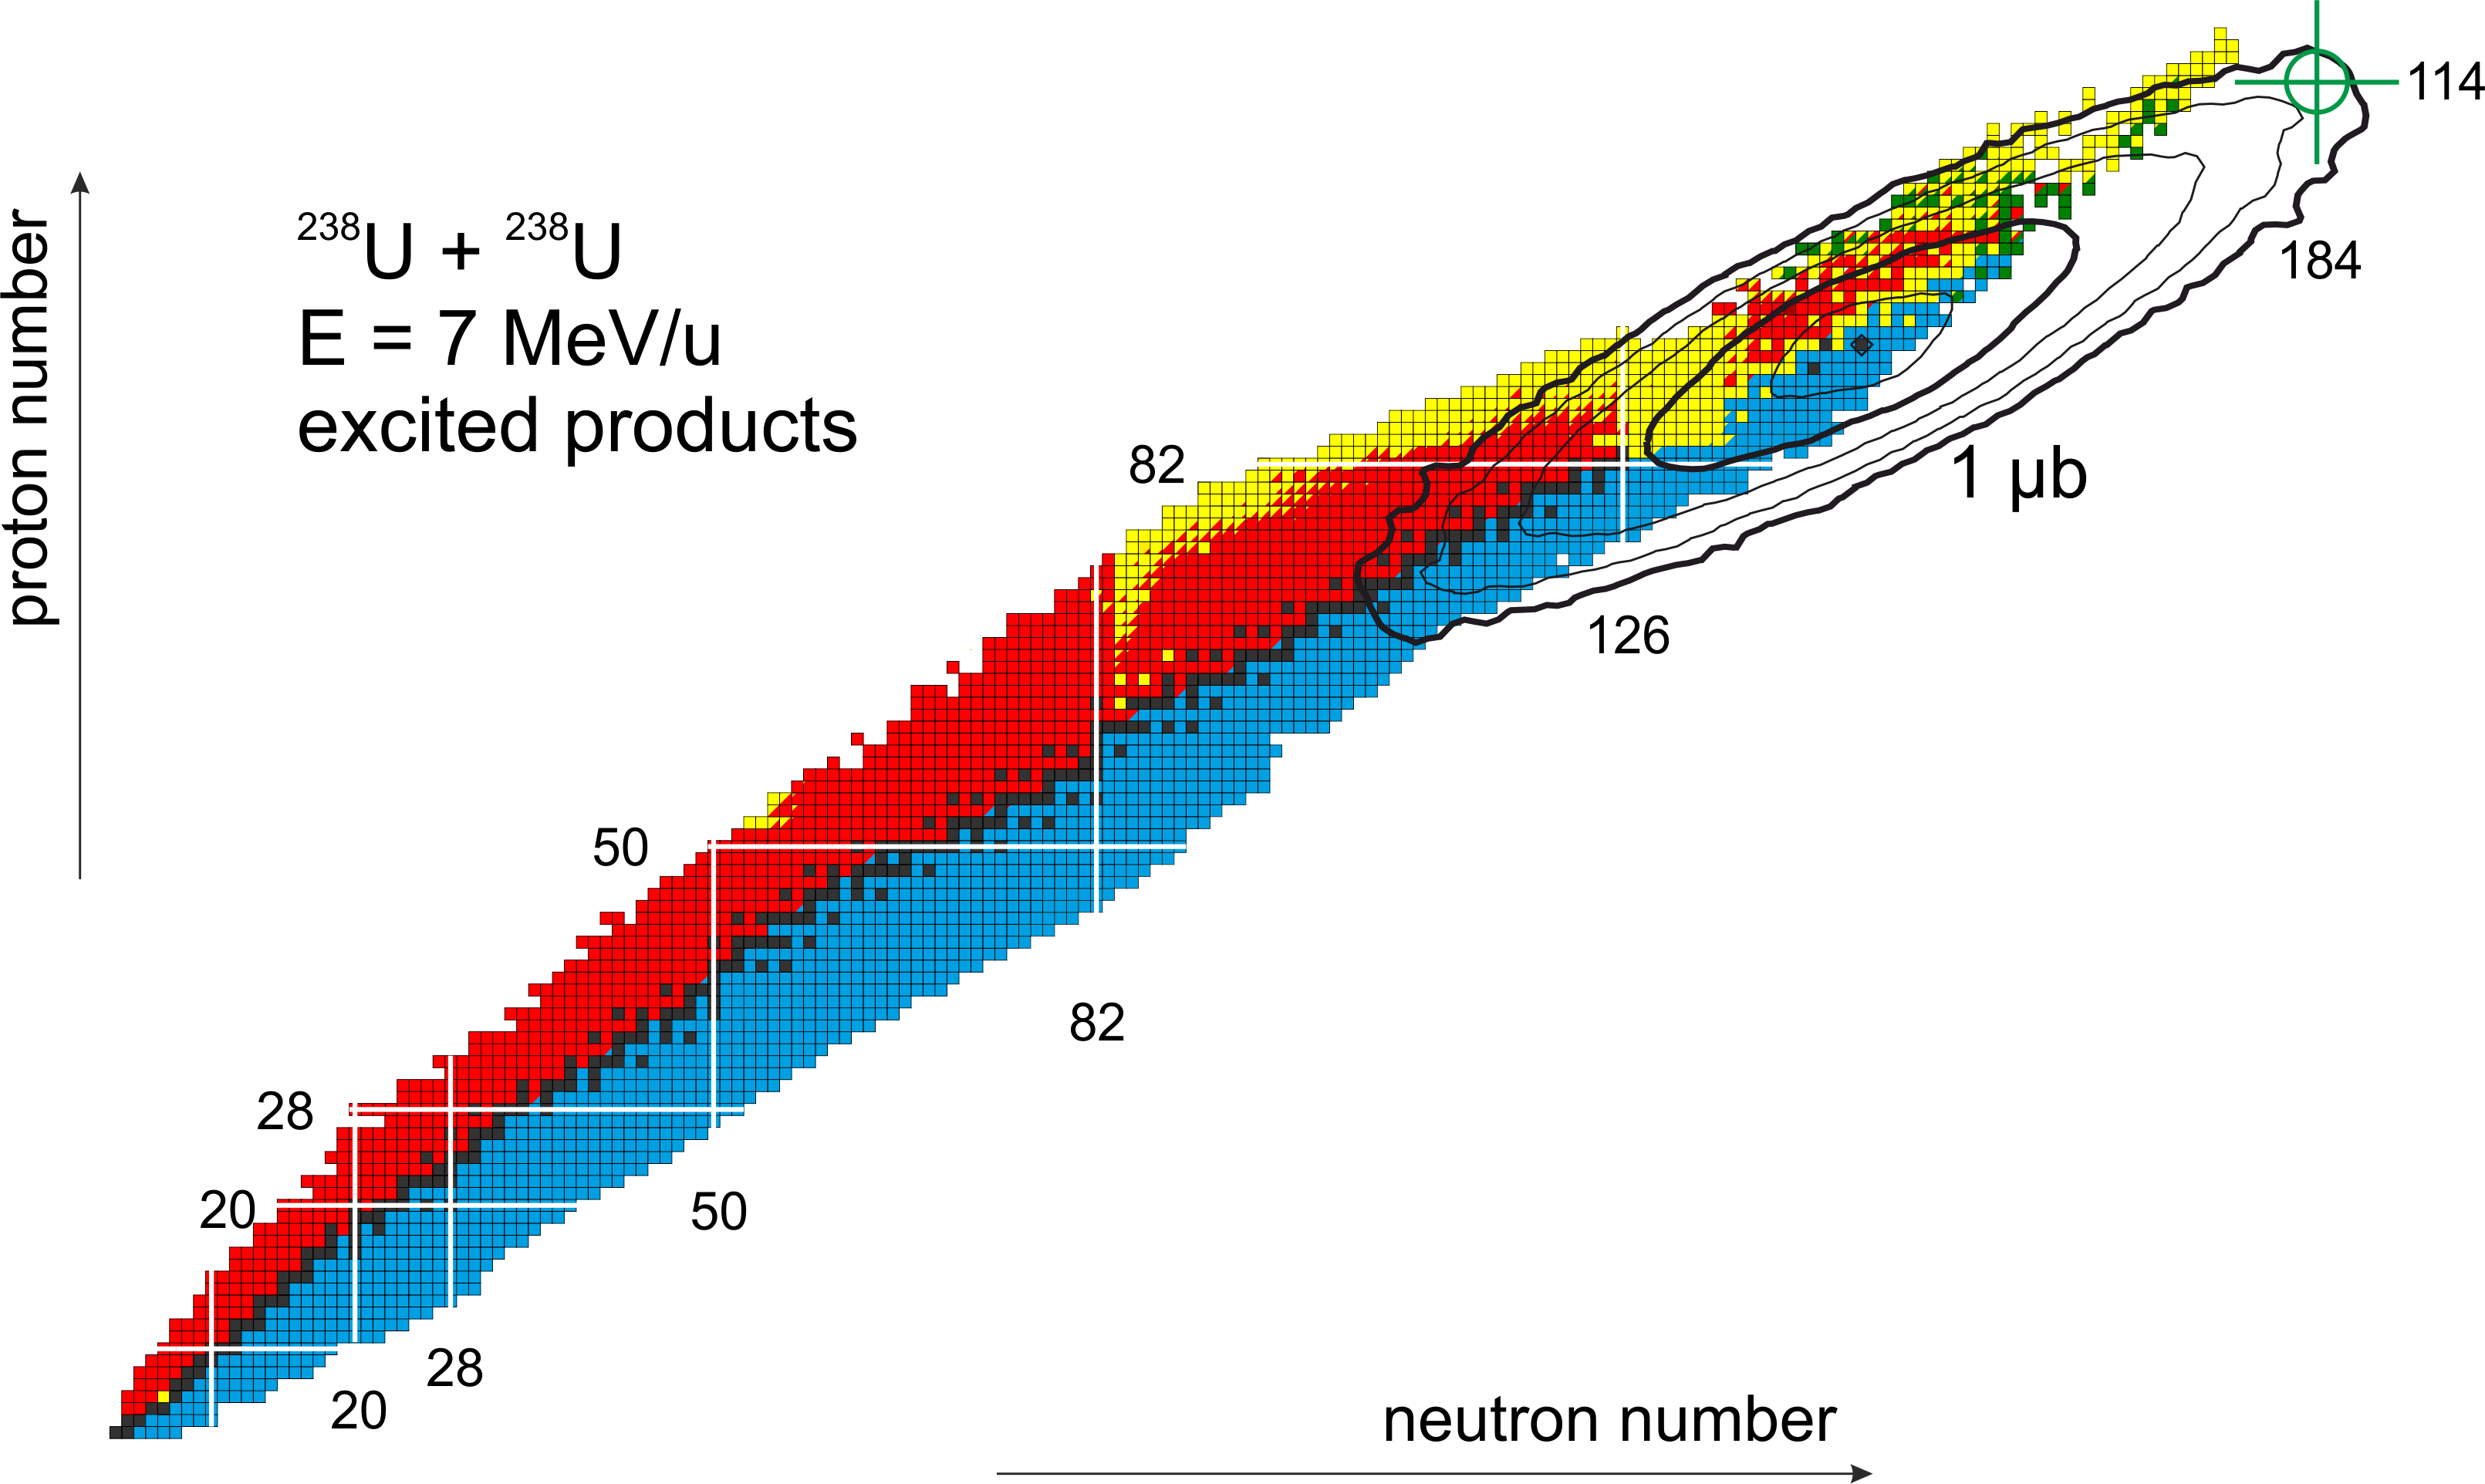 114
proton number
²³⁸U + ²³⁸U
E = 7 MeV/u
excited products
184
82
1 μb
126
50
82
28
20
50
28
20
neutron number